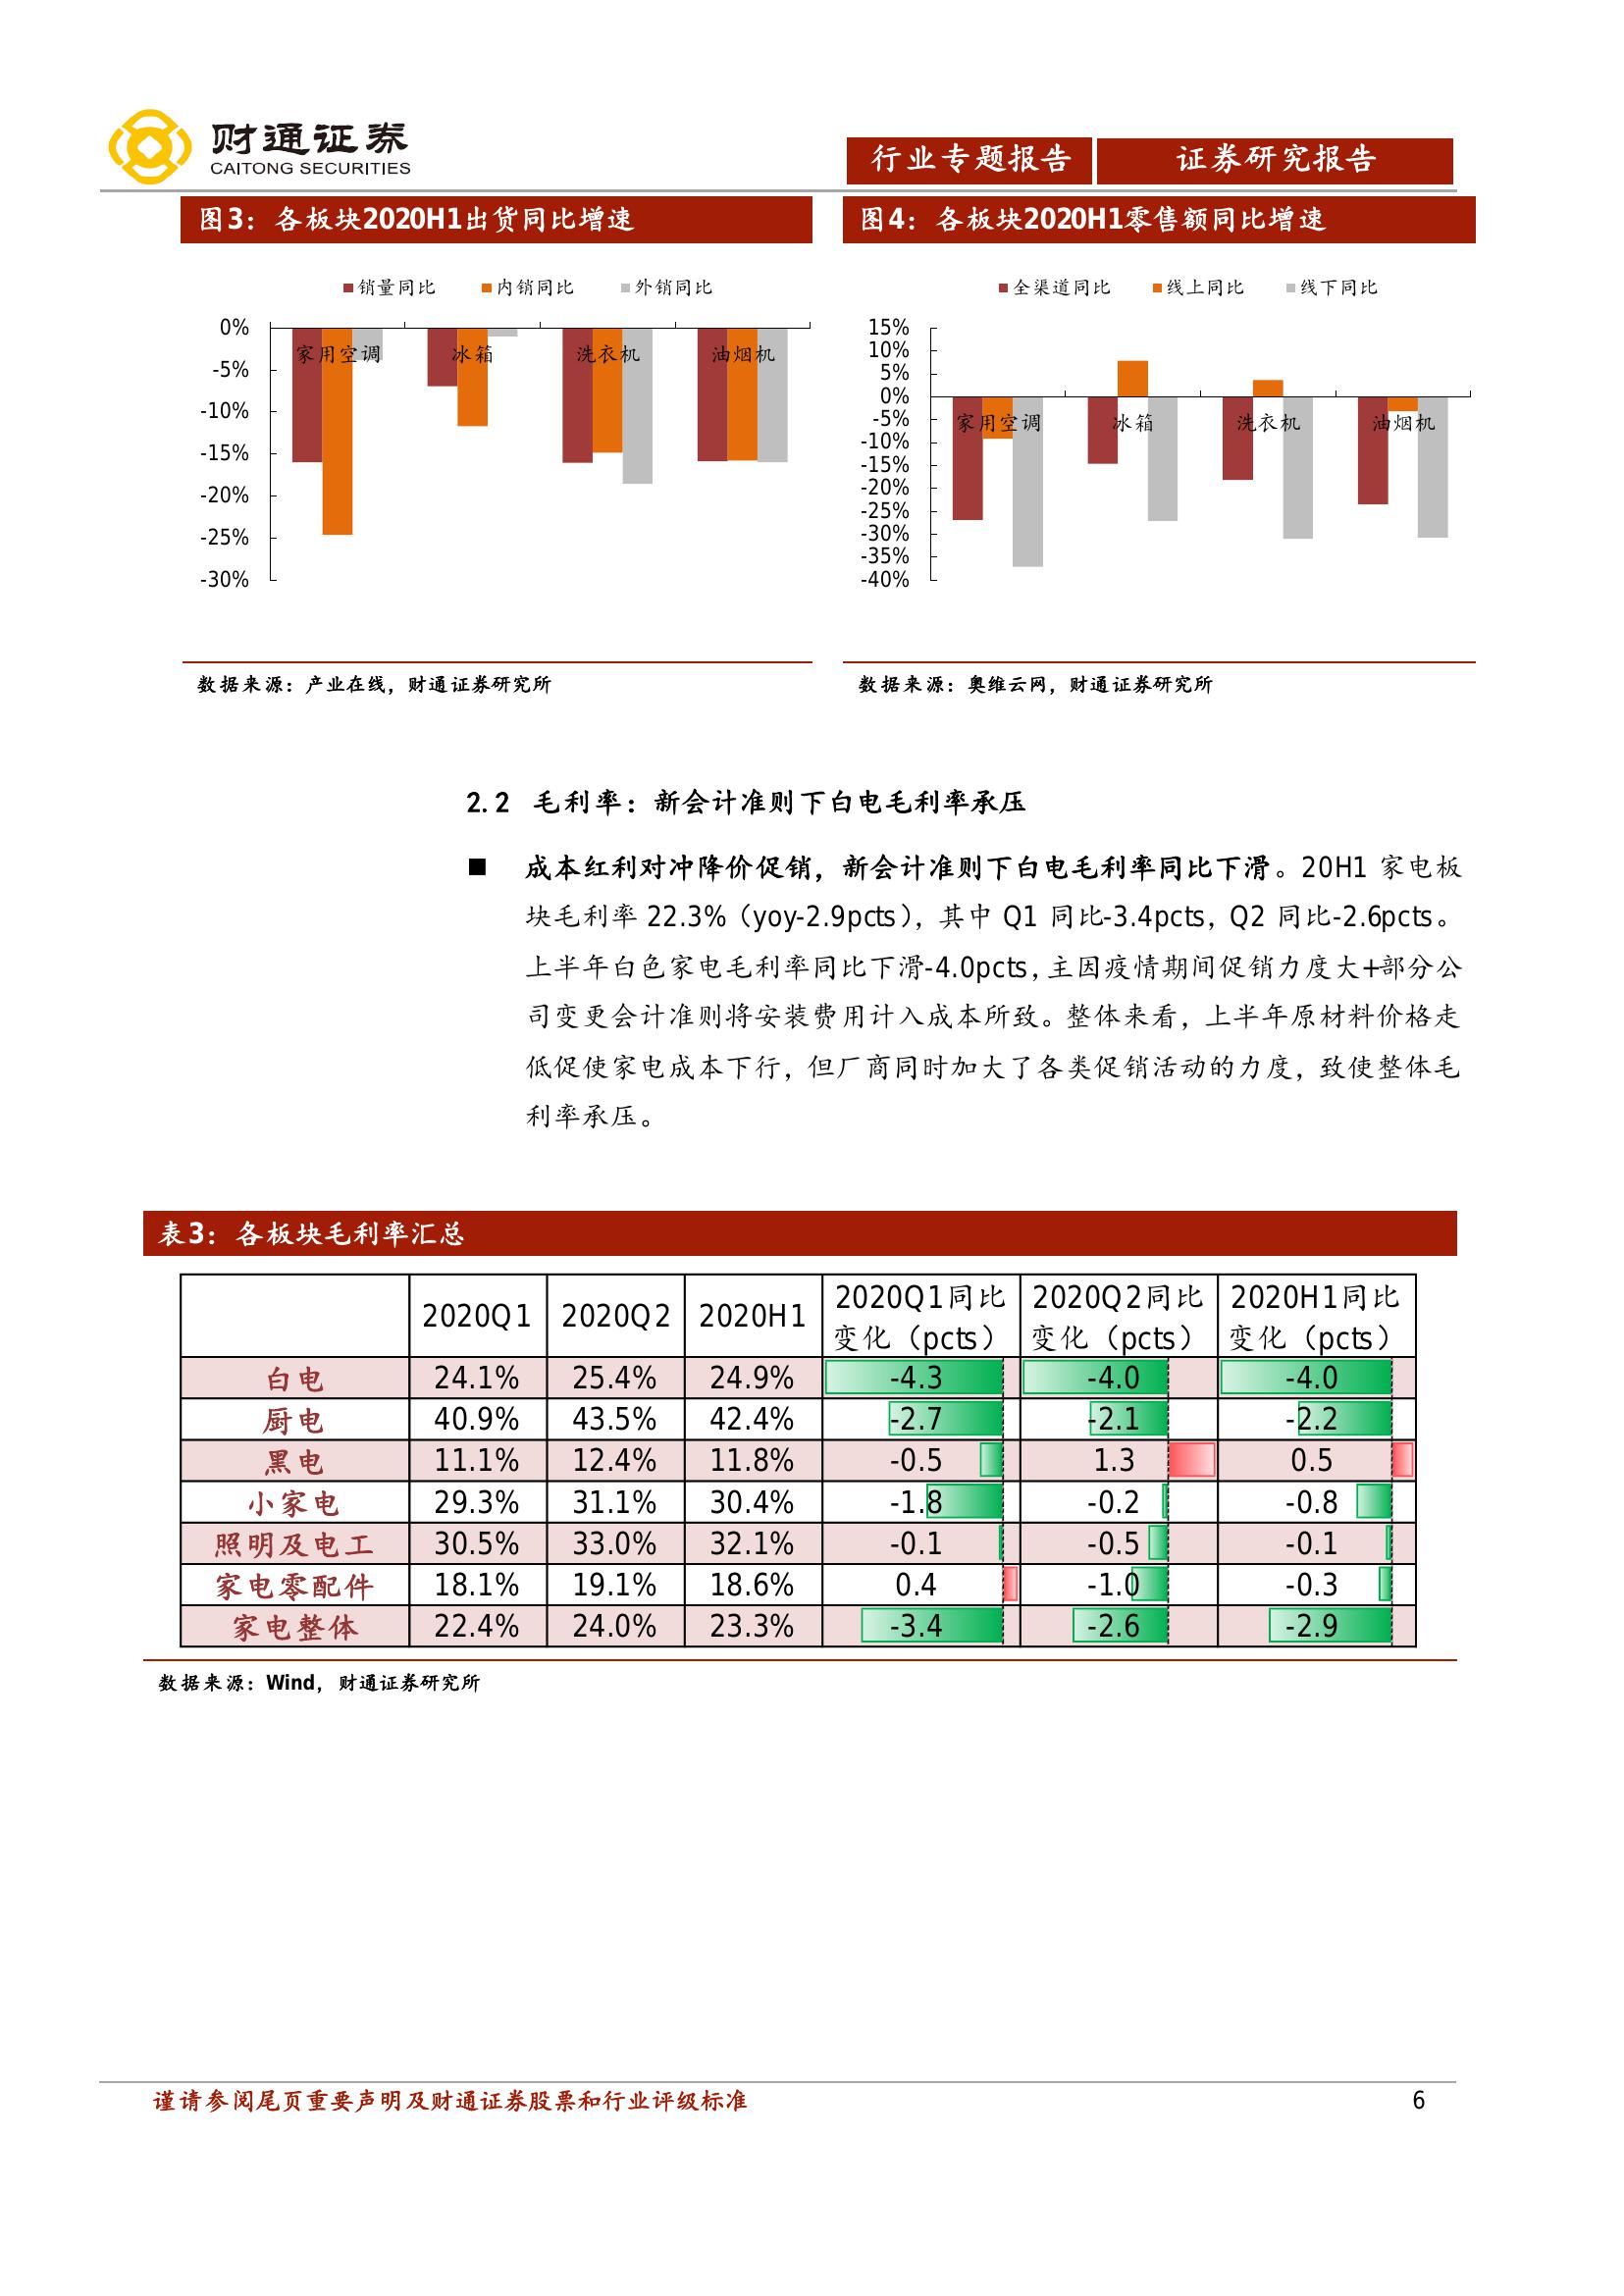 财通证券
CAITONG SECURITIES
行业专题报告 证券研究报告
图3：各板块2020H1出货同比增速
销量同比 内销同比 外销同比
0%
-5%
-10%
-15%
-20%
-25%
-30%
家用空调 冰箱 洗衣机 油烟机
数据来源：产业在线，财通证券研究所
图4：各板块2020H1零售额同比增速
全渠道同比 线上同比 线下同比
15%
10%
5%
0%
-5%
-10%
-15%
-20%
-25%
-30%
-35%
-40%
家用空调 冰箱 洗衣机 油烟机
数据来源：奥维云网，财通证券研究所
2.2 毛利率：新会计准则下白电毛利率承压
■ 成本红利对冲降价促销，新会计准则下白电毛利率同比下滑。20H1 家电板
块毛利率 22.3%（yoy-2.9pcts），其中 Q1 同比-3.4pcts，Q2 同比-2.6pcts。
上半年白色家电毛利率同比下滑-4.0pcts，主因疫情期间促销力度大+部分公
司变更会计准则将安装费用计入成本所致。整体来看，上半年原材料价格走
低促使家电成本下行，但厂商同时加大了各类促销活动的力度，致使整体毛
利率承压。
表3：各板块毛利率汇总
2020Q1 2020Q2 2020H1 2020Q1同比 2020Q2同比 2020H1同比
变化（pcts） 变化（pcts） 变化（pcts）
白电 24.1% 25.4% 24.9% -4.3 -4.0 -4.0
厨电 40.9% 43.5% 42.4% -2.7 -2.1 -2.2
黑电 11.1% 12.4% 11.8% -0.5 1.3 0.5
小家电 29.3% 31.1% 30.4% -1.8 -0.2 -0.8
照明及电工 30.5% 33.0% 32.1% -0.1 -0.5 -0.1
家电零配件 18.1% 19.1% 18.6% 0.4 -1.0 -0.3
家电整体 22.4% 24.0% 23.3% -3.4 -2.6 -2.9
数据来源：Wind，财通证券研究所
谨请参阅尾页重要声明及财通证券股票和行业评级标准 6